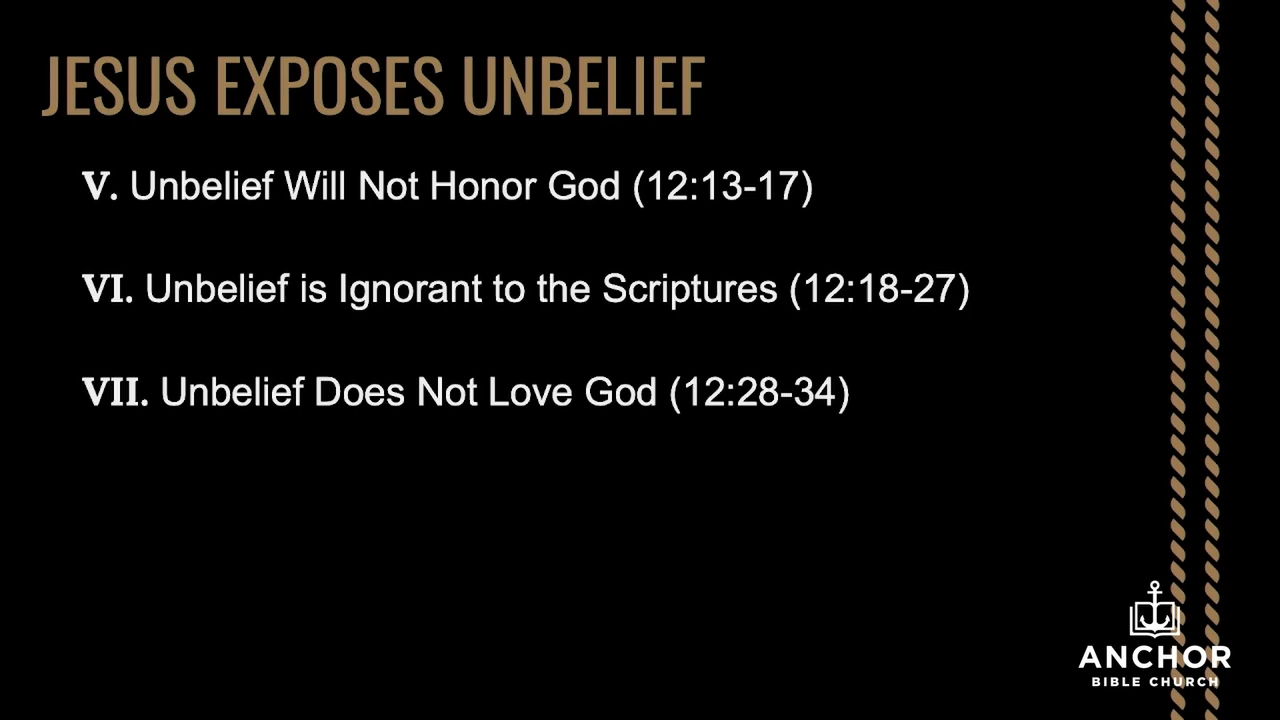 JESUS EXPOSES UNBELIEF
V. Unbelief Will Not Honor God (12:13-17)
VI. Unbelief is Ignorant to the Scriptures (12:18-27)
VII. Unbelief Does Not Love God (12:28-34)
ANCHOR
BIBLE CHURCH